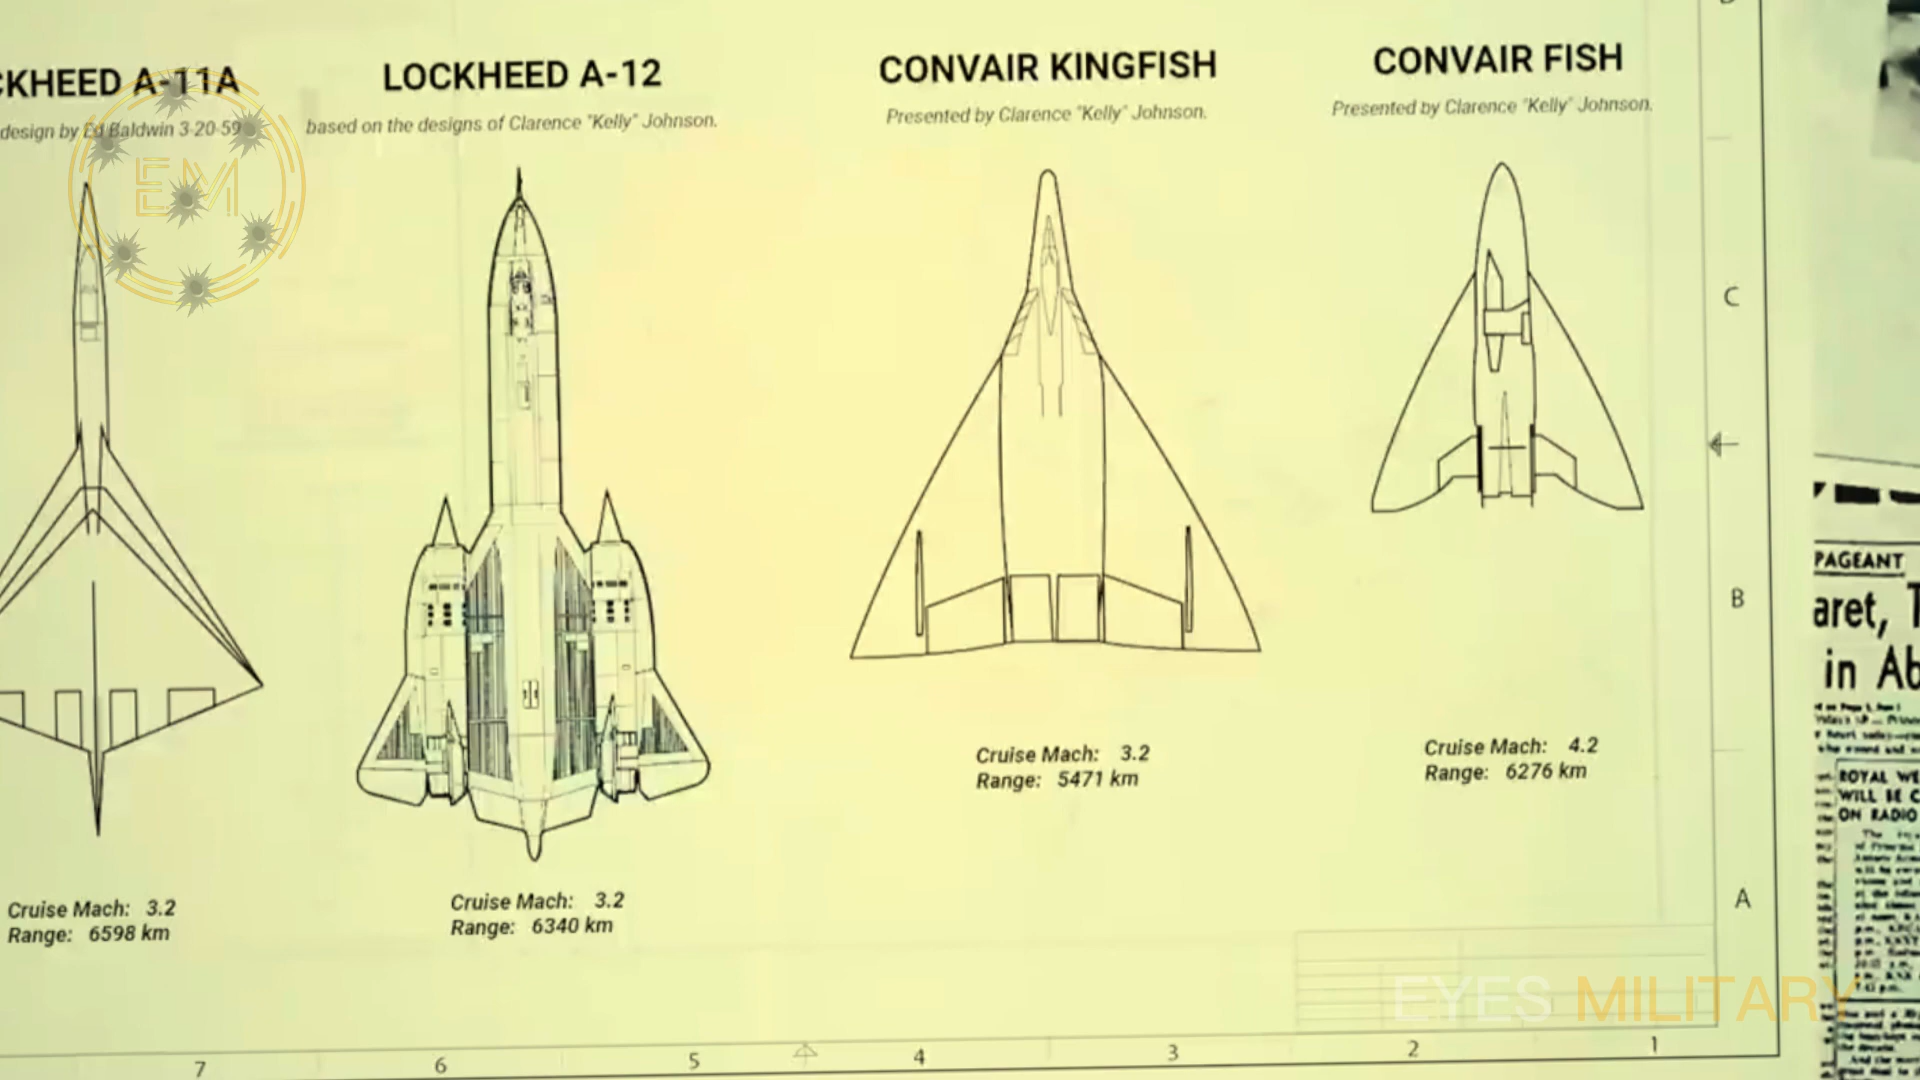 CKHEED A-11A
design by Ed Baldwin 3-20-59
EM
Cruise Mach: 3.2
Range: 6598 km
LOCKHEED A-12
based on the designs of Clarence "Kelly" Johnson.
Cruise Mach: 3.2
Range: 6340 km
CONVAIR KINGFISH
Presented by Clarence "Kelly" Johnson.
Cruise Mach: 3.2
Range: 5471 km
CONVAIR FISH
Presented by Clarence "Kelly" Johnson.
Cruise Mach: 4.2
Range: 6276 km
C
B
A
7 6 5 4 3 2 1
PAGEANT
aret, T
in Ab
ROYAL WE
WILL BE C
ON RADIO
EYES MILITARY